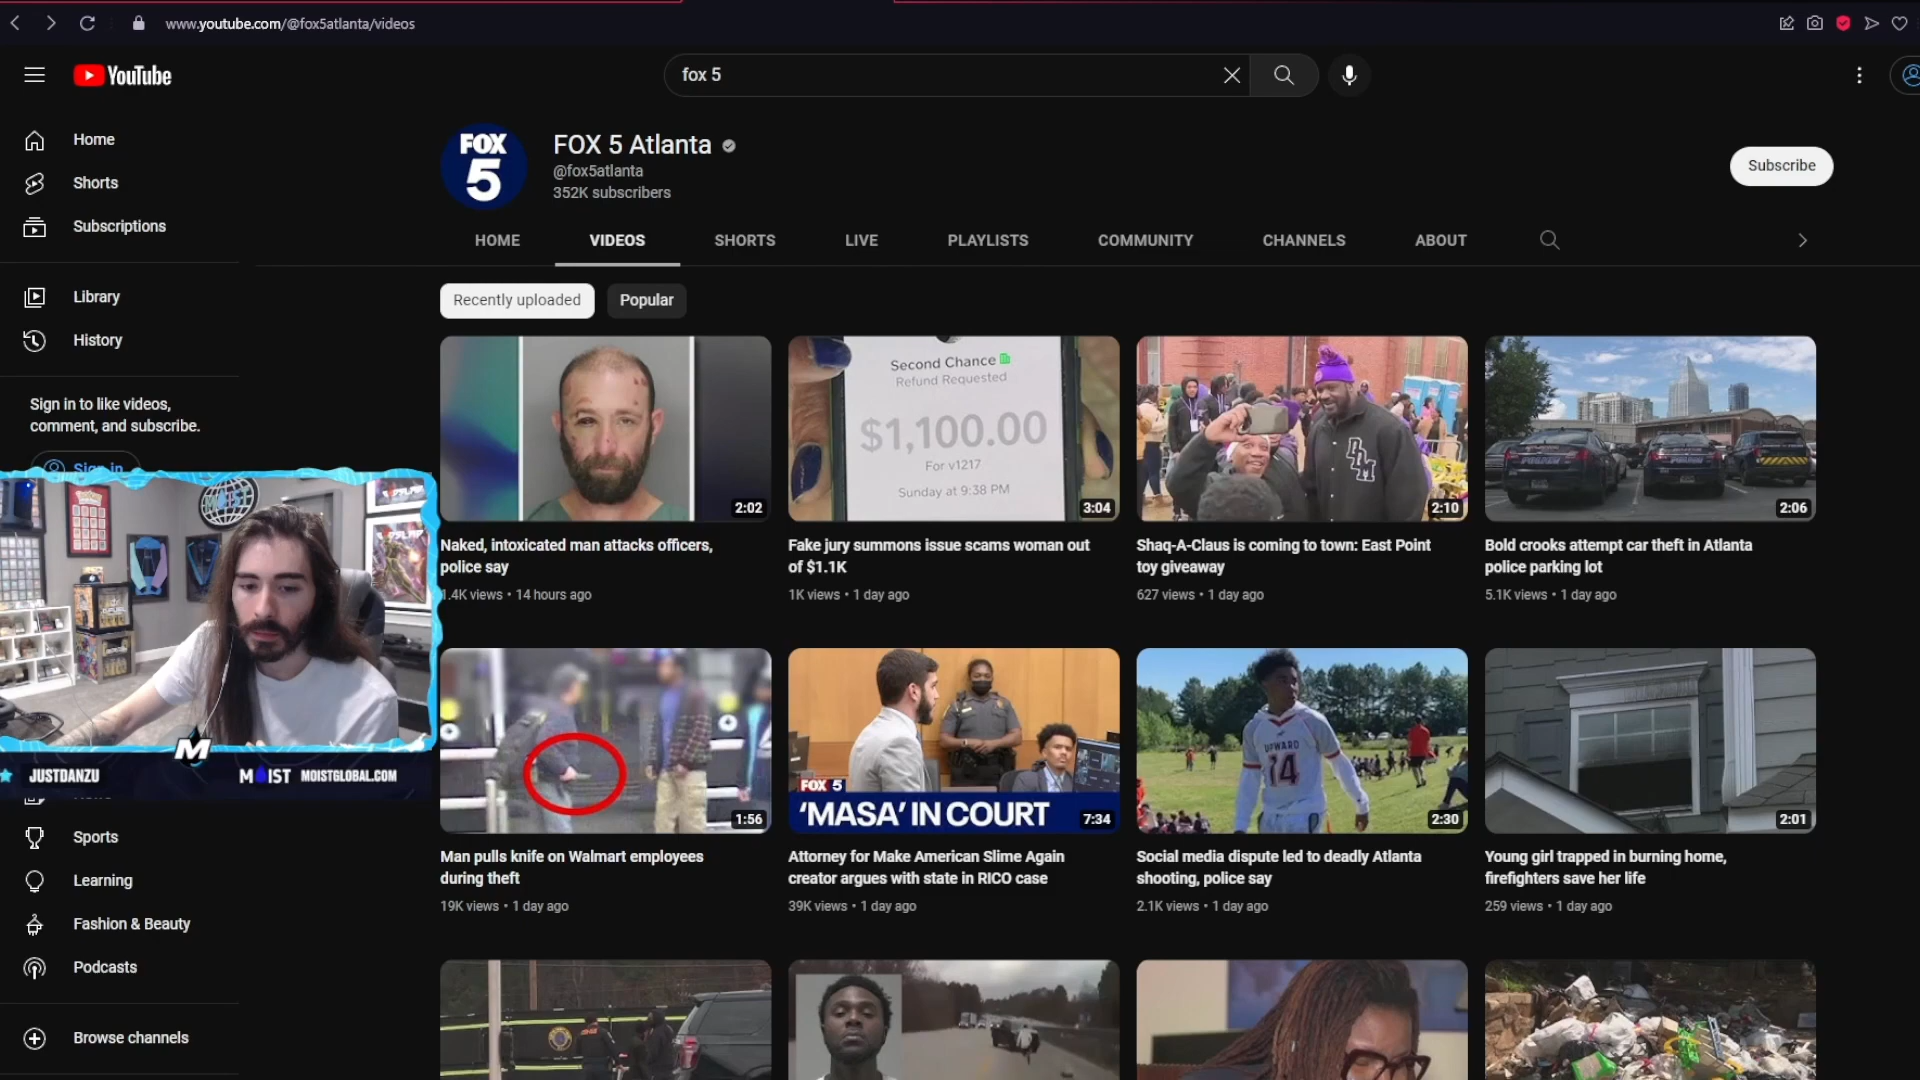 www.youtube.com/@fox5atlanta/videos
YouTube
fox 5
Home
Shorts
Subscriptions
Library
History
Sign in to like videos,
comment, and subscribe.
Sign in
Sports
Learning
Fashion & Beauty
Podcasts
Browse channels
JUSTDANZU
MOIST
MOISTGLOBAL.COM
FOX
5
FOX 5 Atlanta
@fox5atlanta
352K subscribers
Subscribe
HOME
VIDEOS
SHORTS
LIVE
PLAYLISTS
COMMUNITY
CHANNELS
ABOUT
Recently uploaded
Popular
2:02
Naked, intoxicated man attacks officers,
police say
1.4K views • 14 hours ago
Second Chance
Refund Requested
$1,100.00
For v1217
Sunday at 9:38 PM
3:04
Fake jury summons issue scams woman out
of $1.1K
1K views • 1 day ago
2:10
Shaq-A-Claus is coming to town: East Point
toy giveaway
627 views • 1 day ago
2:06
Bold crooks attempt car theft in Atlanta
police parking lot
5.1K views • 1 day ago
1:56
Man pulls knife on Walmart employees
during theft
19K views • 1 day ago
FOX 5
'MASA' IN COURT
7:34
Attorney for Make American Slime Again
creator argues with state in RICO case
39K views • 1 day ago
UPWARD
14
2:30
Social media dispute led to deadly Atlanta
shooting, police say
2.1K views • 1 day ago
2:01
Young girl trapped in burning home,
firefighters save her life
259 views • 1 day ago